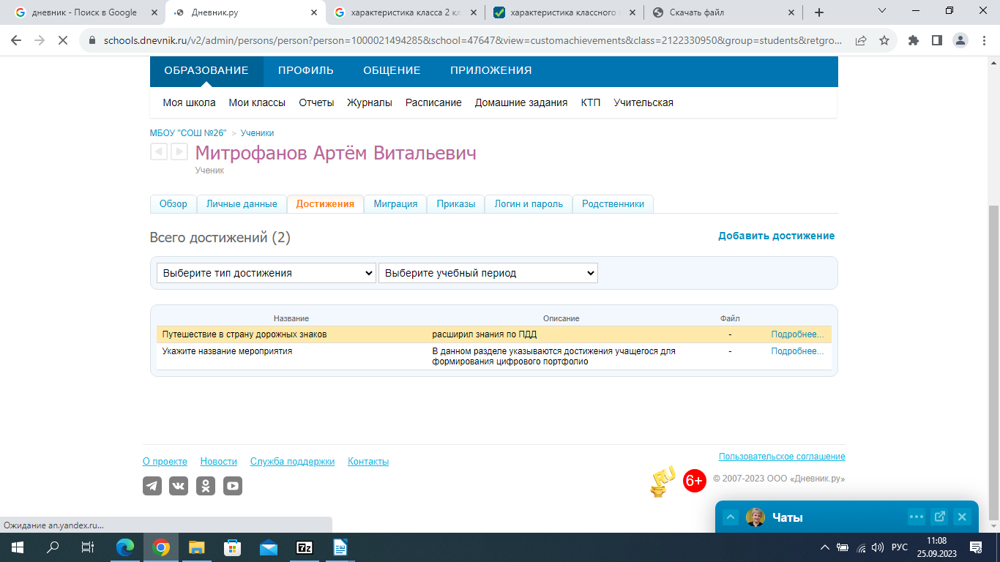 дневник - Поиск в Google
Дневник.ру
характеристика класса 2 кл
характеристика классного
Скачать файл
schools.dnevnik.ru/v2/admin/persons/person?person=1000021494285&school=47647&view=customachievements&class=2122330950&group=students&retgro...
ОБРАЗОВАНИЕ ПРОФИЛЬ ОБЩЕНИЕ ПРИЛОЖЕНИЯ
Моя школа Мои классы Отчеты Журналы Расписание Домашние задания КТП Учительская
МБОУ "СОШ №26" > Ученики
Митрофанов Артём Витальевич
Ученик
Обзор Личные данные Достижения Миграция Приказы Логин и пароль Родственники
Всего достижений (2)
Добавить достижение
Выберите тип достижения Выберите учебный период
Название Описание Файл
Путешествие в страну дорожных знаков расширил знания по ПДД - Подробнее...
Укажите название мероприятия В данном разделе указываются достижения учащегося для - Подробнее...
формирования цифрового портфолио
О проекте Новости Служба поддержки Контакты
Пользовательское соглашение
RU 6+ © 2007-2023 ООО «Дневник.ру»
Чаты
Ожидание an.yandex.ru...
7z
РУС
11:08
25.09.2023